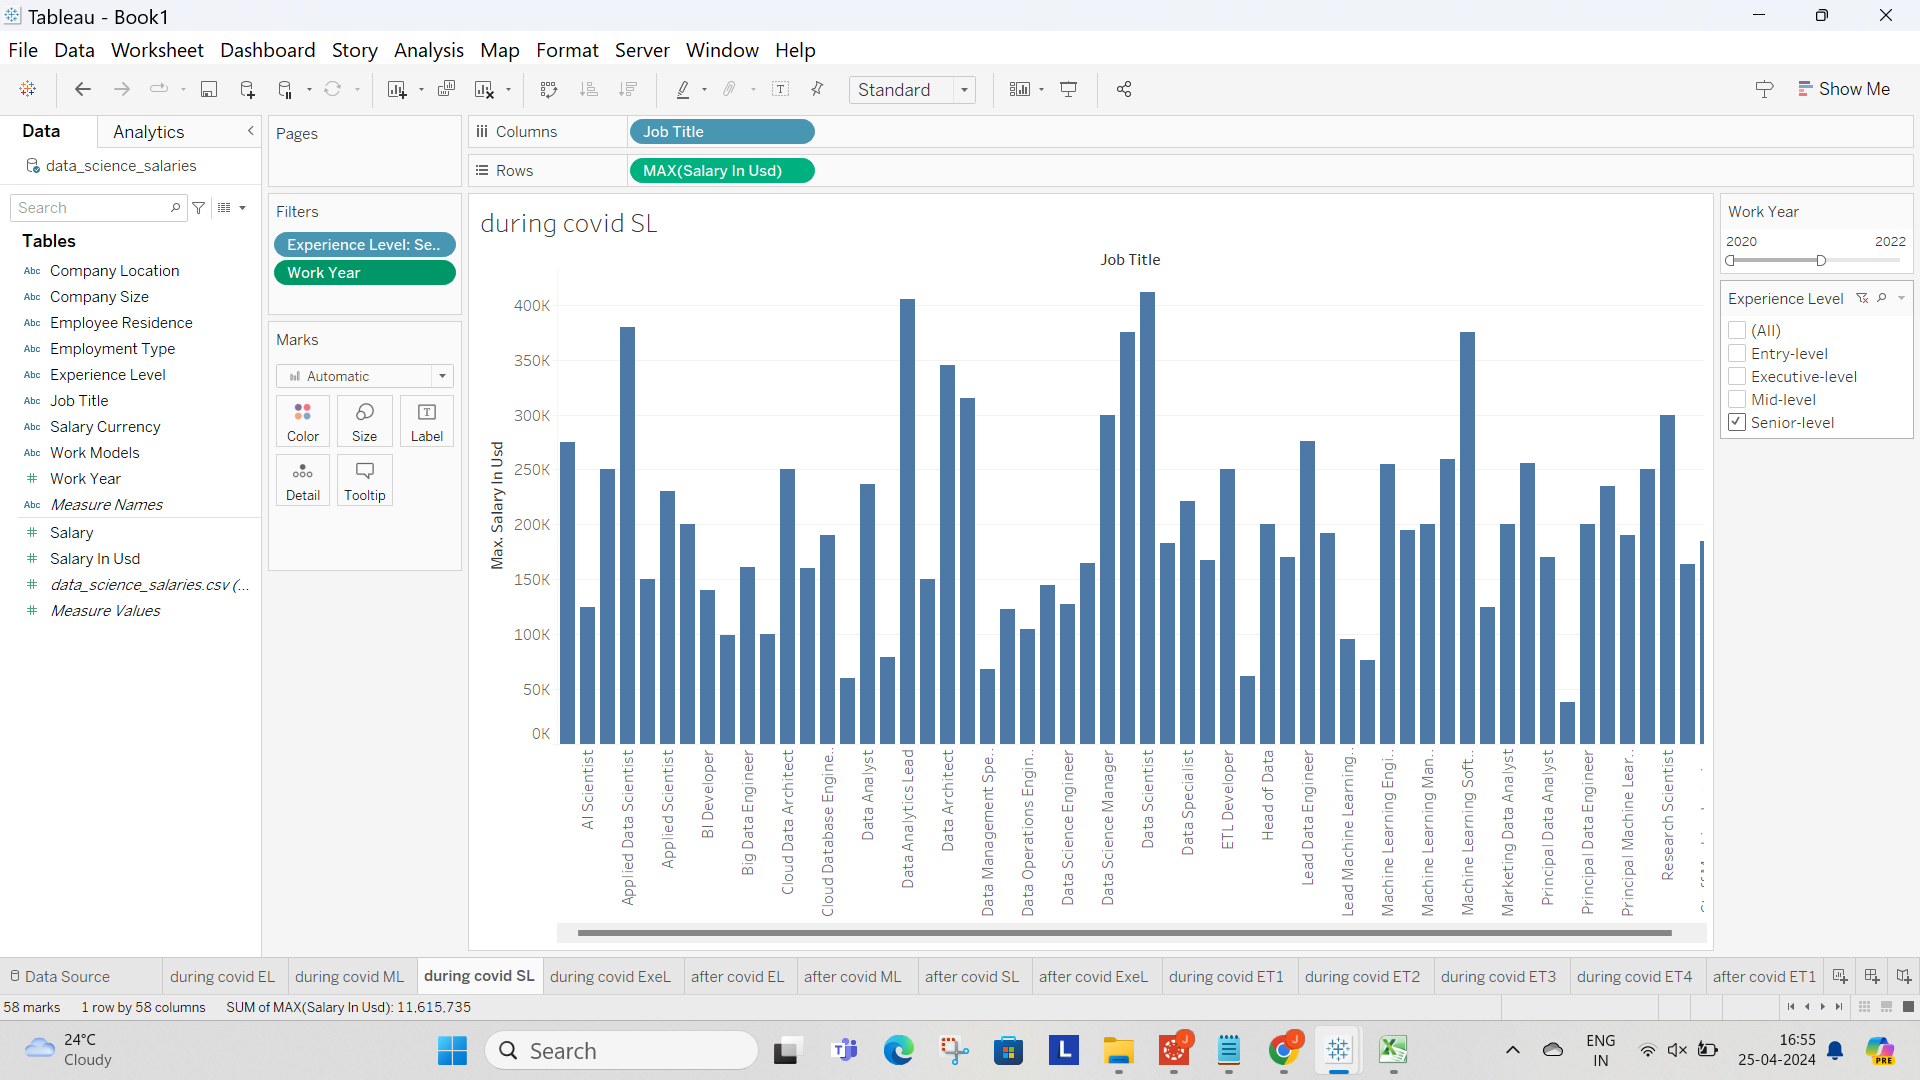 Tableau - Book1
File Data Worksheet Dashboard Story Analysis Map Format Server Window Help
Standard
Show Me
Data
Analytics
data_science_salaries
Search
Tables
Abc Company Location
Abc Company Size
Abc Employee Residence
Abc Employment Type
Abc Experience Level
Abc Job Title
Abc Salary Currency
Abc Work Models
# Work Year
Abc Measure Names
# Salary
# Salary In Usd
# data_science_salaries.csv (...
# Measure Values
Pages
Filters
Experience Level: Se..
Work Year
Marks
Automatic
Color
Size
Label
Detail
Tooltip
Columns
Job Title
Rows
MAX(Salary In Usd)
during covid SL
Job Title
Max. Salary In Usd
400K
350K
300K
250K
200K
150K
100K
50K
0K
AI Scientist
Applied Data Scientist
Applied Scientist
BI Developer
Big Data Engineer
Cloud Data Architect
Cloud Database Engine..
Data Analyst
Data Analytics Lead
Data Architect
Data Management Spe..
Data Operations Engin..
Data Science Engineer
Data Science Manager
Data Scientist
Data Specialist
ETL Developer
Head of Data
Lead Data Engineer
Lead Machine Learning..
Machine Learning Engi..
Machine Learning Man..
Machine Learning Soft..
Marketing Data Analyst
Principal Data Analyst
Principal Data Engineer
Principal Machine Lear..
Research Scientist
Work Year
2020
2022
Experience Level
(All)
Entry-level
Executive-level
Mid-level
Senior-level
Data Source
during covid EL
during covid ML
during covid SL
during covid ExeL
after covid EL
after covid ML
after covid SL
after covid ExeL
during covid ET1
during covid ET2
during covid ET3
during covid ET4
after covid ET1
58 marks
1 row by 58 columns
SUM of MAX(Salary In Usd): 11,615,735
24°C
Cloudy
Search
L
J
J
ENG
IN
16:55
25-04-2024
PRE